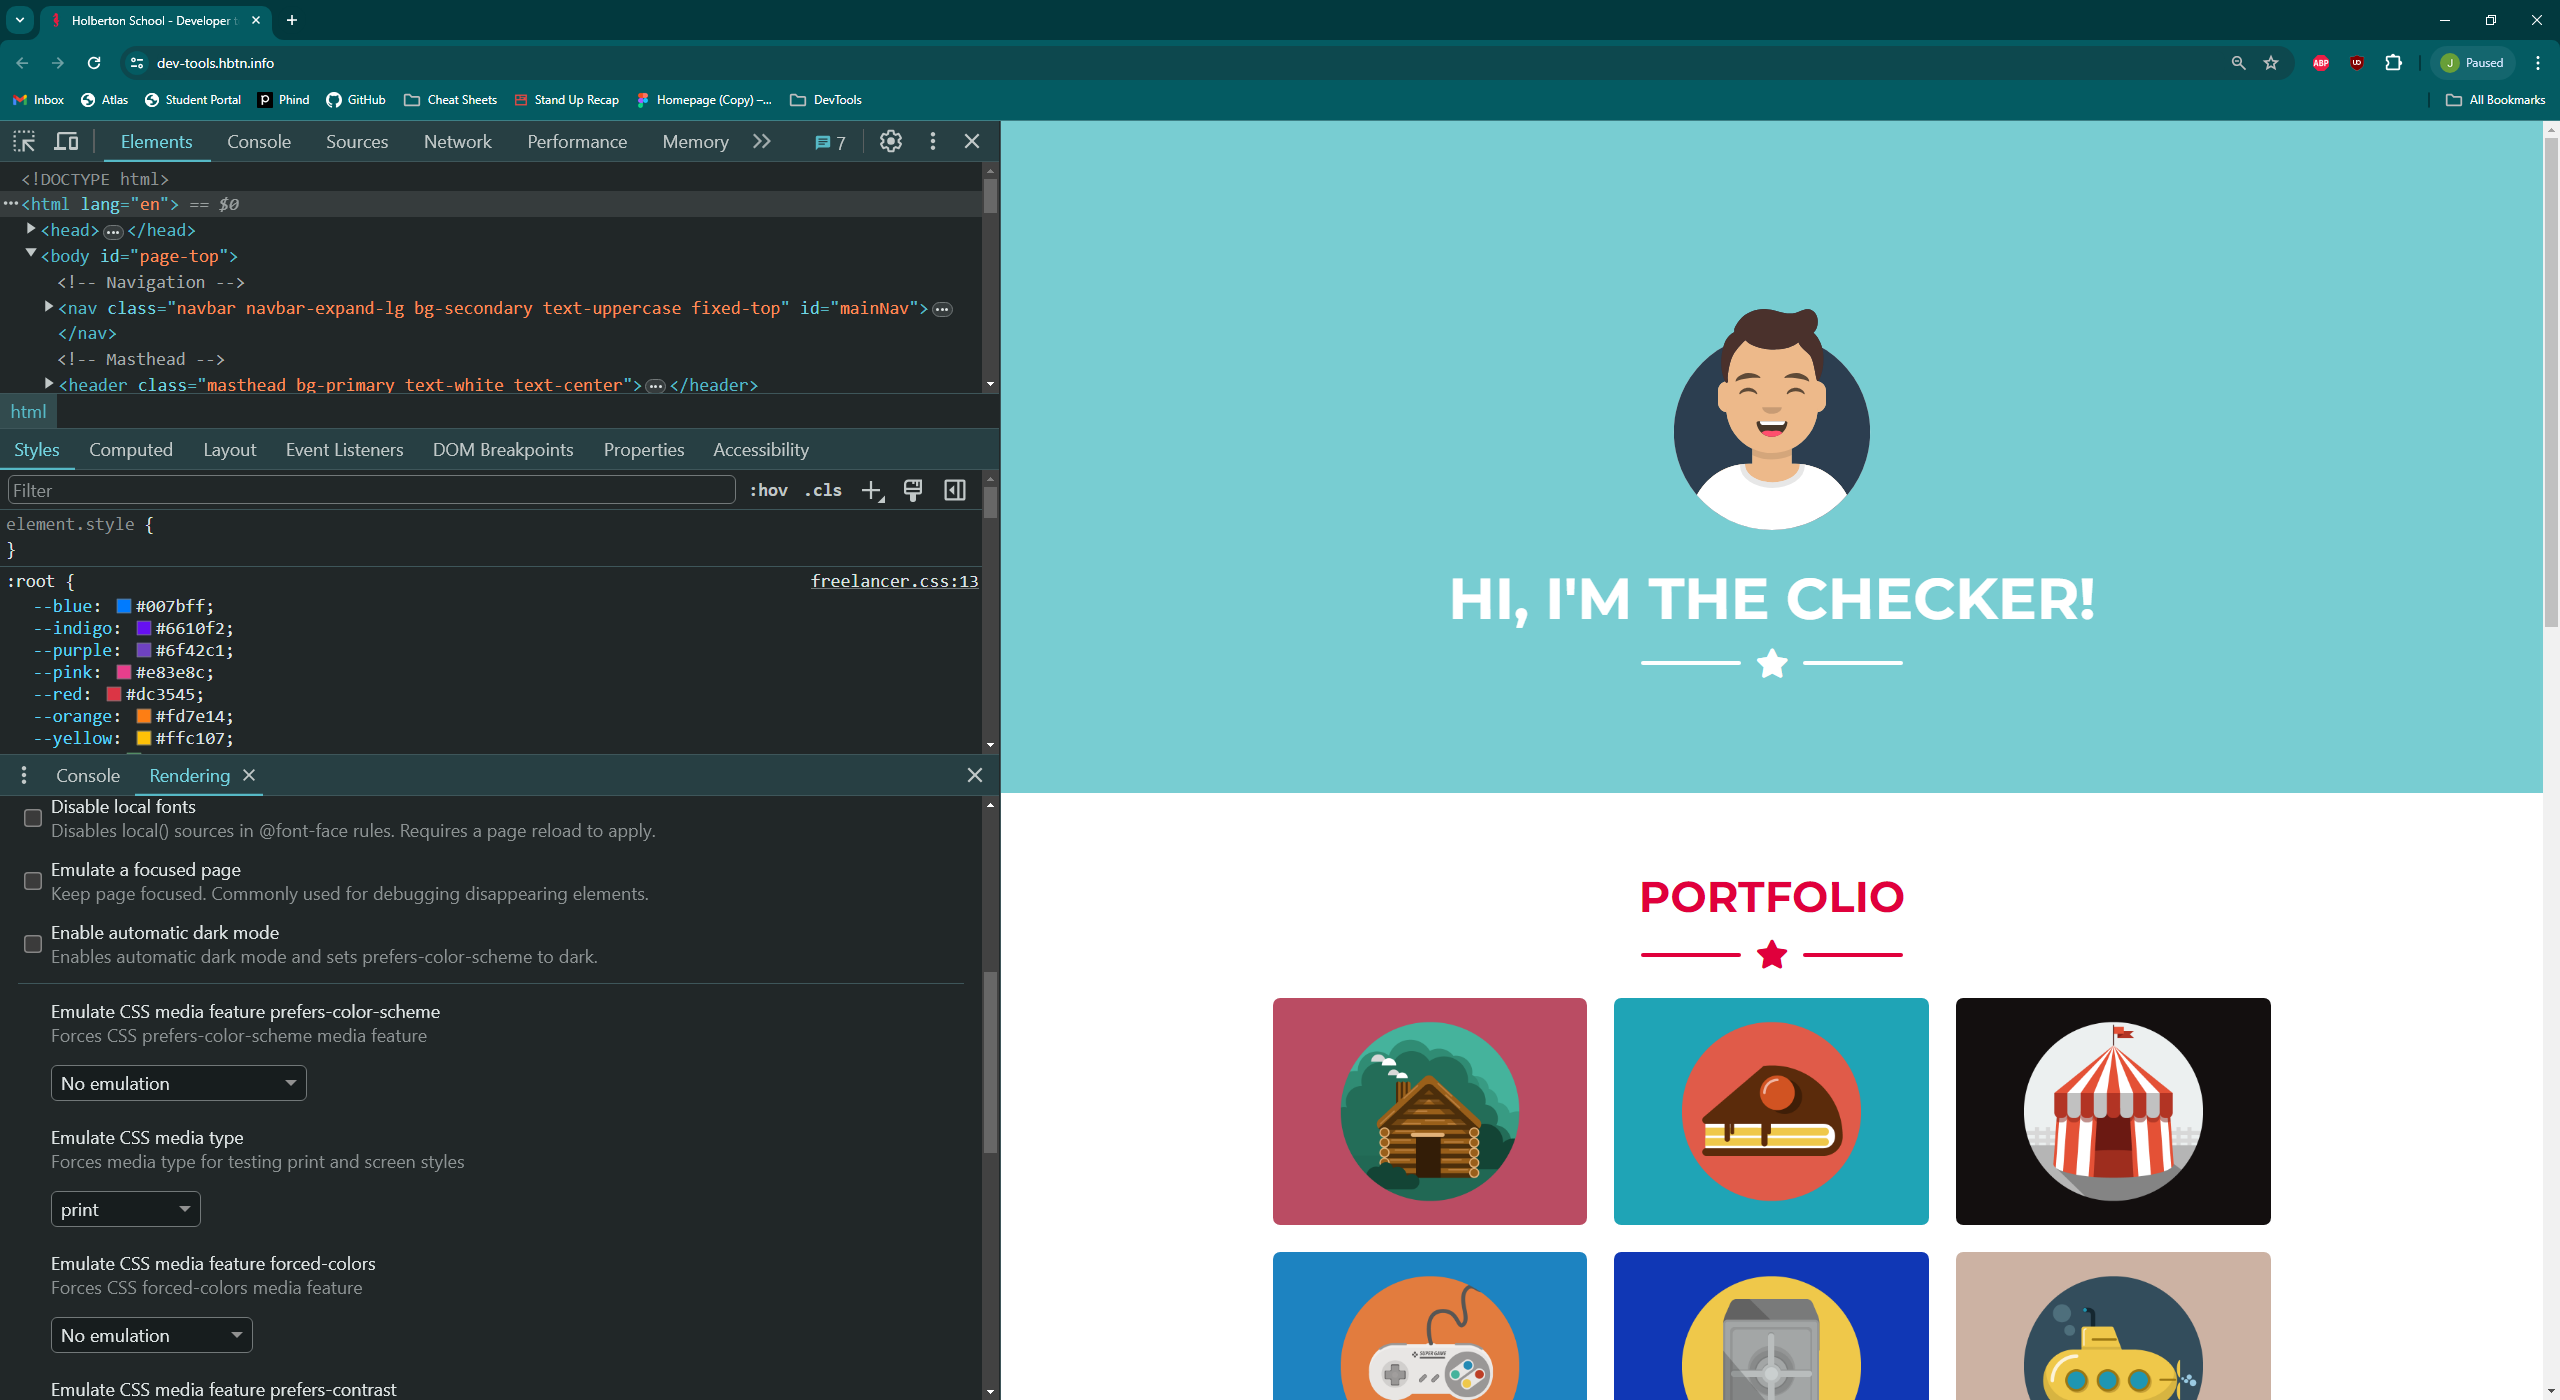 Holberton School - Developer t
dev-tools.hbtn.info
ABP
UD
J
Paused
Inbox
Atlas
Student Portal
Phind
GitHub
Cheat Sheets
Stand Up Recap
Homepage (Copy) –...
DevTools
All Bookmarks
Elements
Console
Sources
Network
Performance
Memory
7
<!DOCTYPE html>
<html lang="en"> == $0
<head> ••• </head>
<body id="page-top">
<!-- Navigation -->
<nav class="navbar navbar-expand-lg bg-secondary text-uppercase fixed-top" id="mainNav"> •••
</nav>
<!-- Masthead -->
<header class="masthead bg-primary text-white text-center"> ••• </header>
html
Styles
Computed
Layout
Event Listeners
DOM Breakpoints
Properties
Accessibility
Filter
:hov
.cls
element.style {
}
:root {
freelancer.css:13
--blue: #007bff;
--indigo: #6610f2;
--purple: #6f42c1;
--pink: #e83e8c;
--red: #dc3545;
--orange: #fd7e14;
--yellow: #ffc107;
Console
Rendering
Disable local fonts
Disables local() sources in @font-face rules. Requires a page reload to apply.
Emulate a focused page
Keep page focused. Commonly used for debugging disappearing elements.
Enable automatic dark mode
Enables automatic dark mode and sets prefers-color-scheme to dark.
Emulate CSS media feature prefers-color-scheme
Forces CSS prefers-color-scheme media feature
No emulation
Emulate CSS media type
Forces media type for testing print and screen styles
print
Emulate CSS media feature forced-colors
Forces CSS forced-colors media feature
No emulation
Emulate CSS media feature prefers-contrast
HI, I'M THE CHECKER!
PORTFOLIO
SUPER GAME